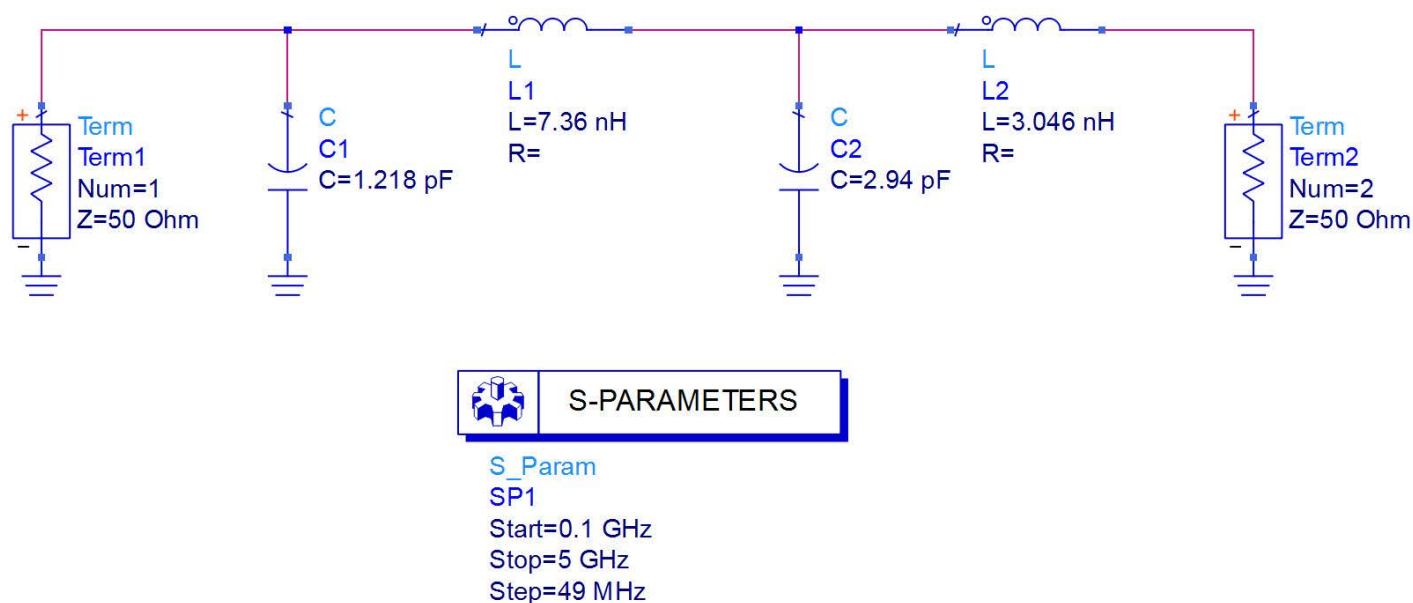 L
L1
L=7.36 nH
R=
L
L2
L=3.046 nH
R=
+
Term
Term1
Num=1
Z=50 Ohm
−
C
C1
C=1.218 pF
C
C2
C=2.94 pF
+
Term
Term2
Num=2
Z=50 Ohm
−
S-PARAMETERS
S_Param
SP1
Start=0.1 GHz
Stop=5 GHz
Step=49 MHz